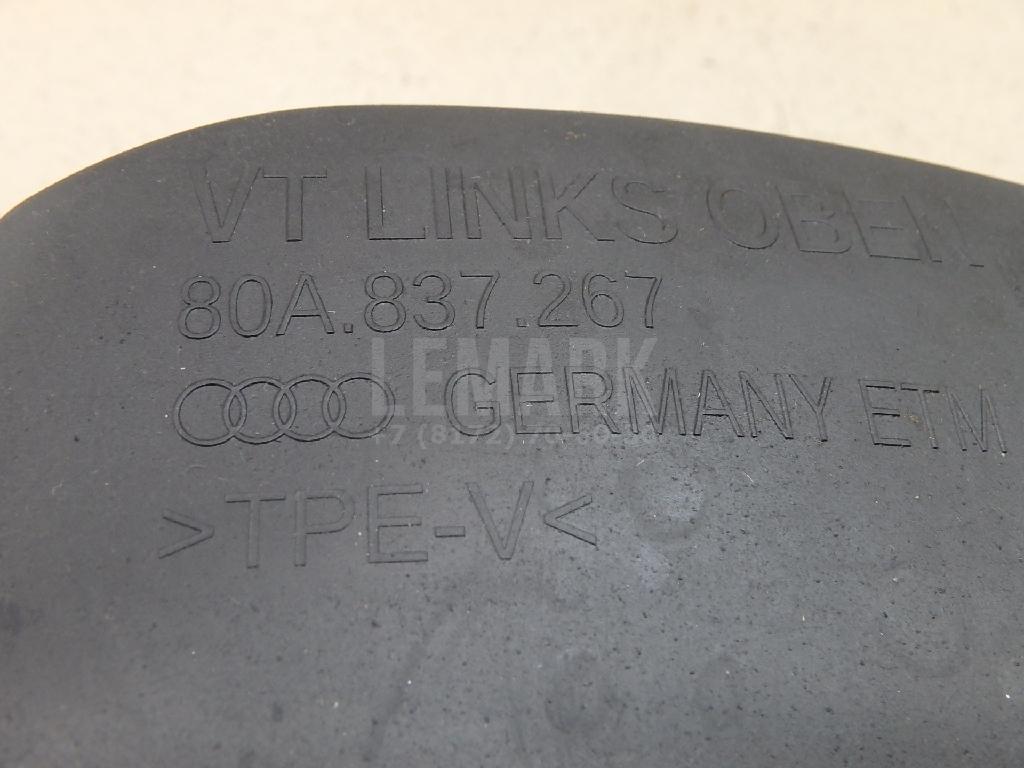 VT LINKS OBEN
80A.837.267
LEMARK
GERMANY ETM
>TPE-V<